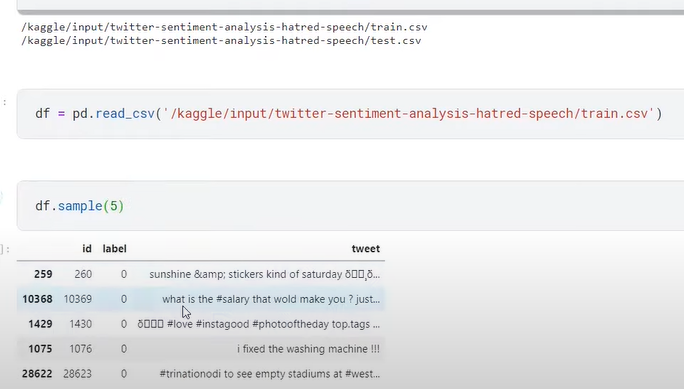 /kaggle/input/twitter-sentiment-analysis-hatred-speech/train.csv
/kaggle/input/twitter-sentiment-analysis-hatred-speech/test.csv
df = pd.read_csv('/kaggle/input/twitter-sentiment-analysis-hatred-speech/train.csv')
df.sample(5)
id label tweet
259 260 0 sunshine &amp; stickers kind of saturday ð...
10368 10369 0 what is the #salary that wold make you ? just...
1429 1430 0 ð #love #instagood #photooftheday top.tags ...
1075 1076 0 i fixed the washing machine !!!
28622 28623 0 #trinationodi to see empty stadiums at #west...